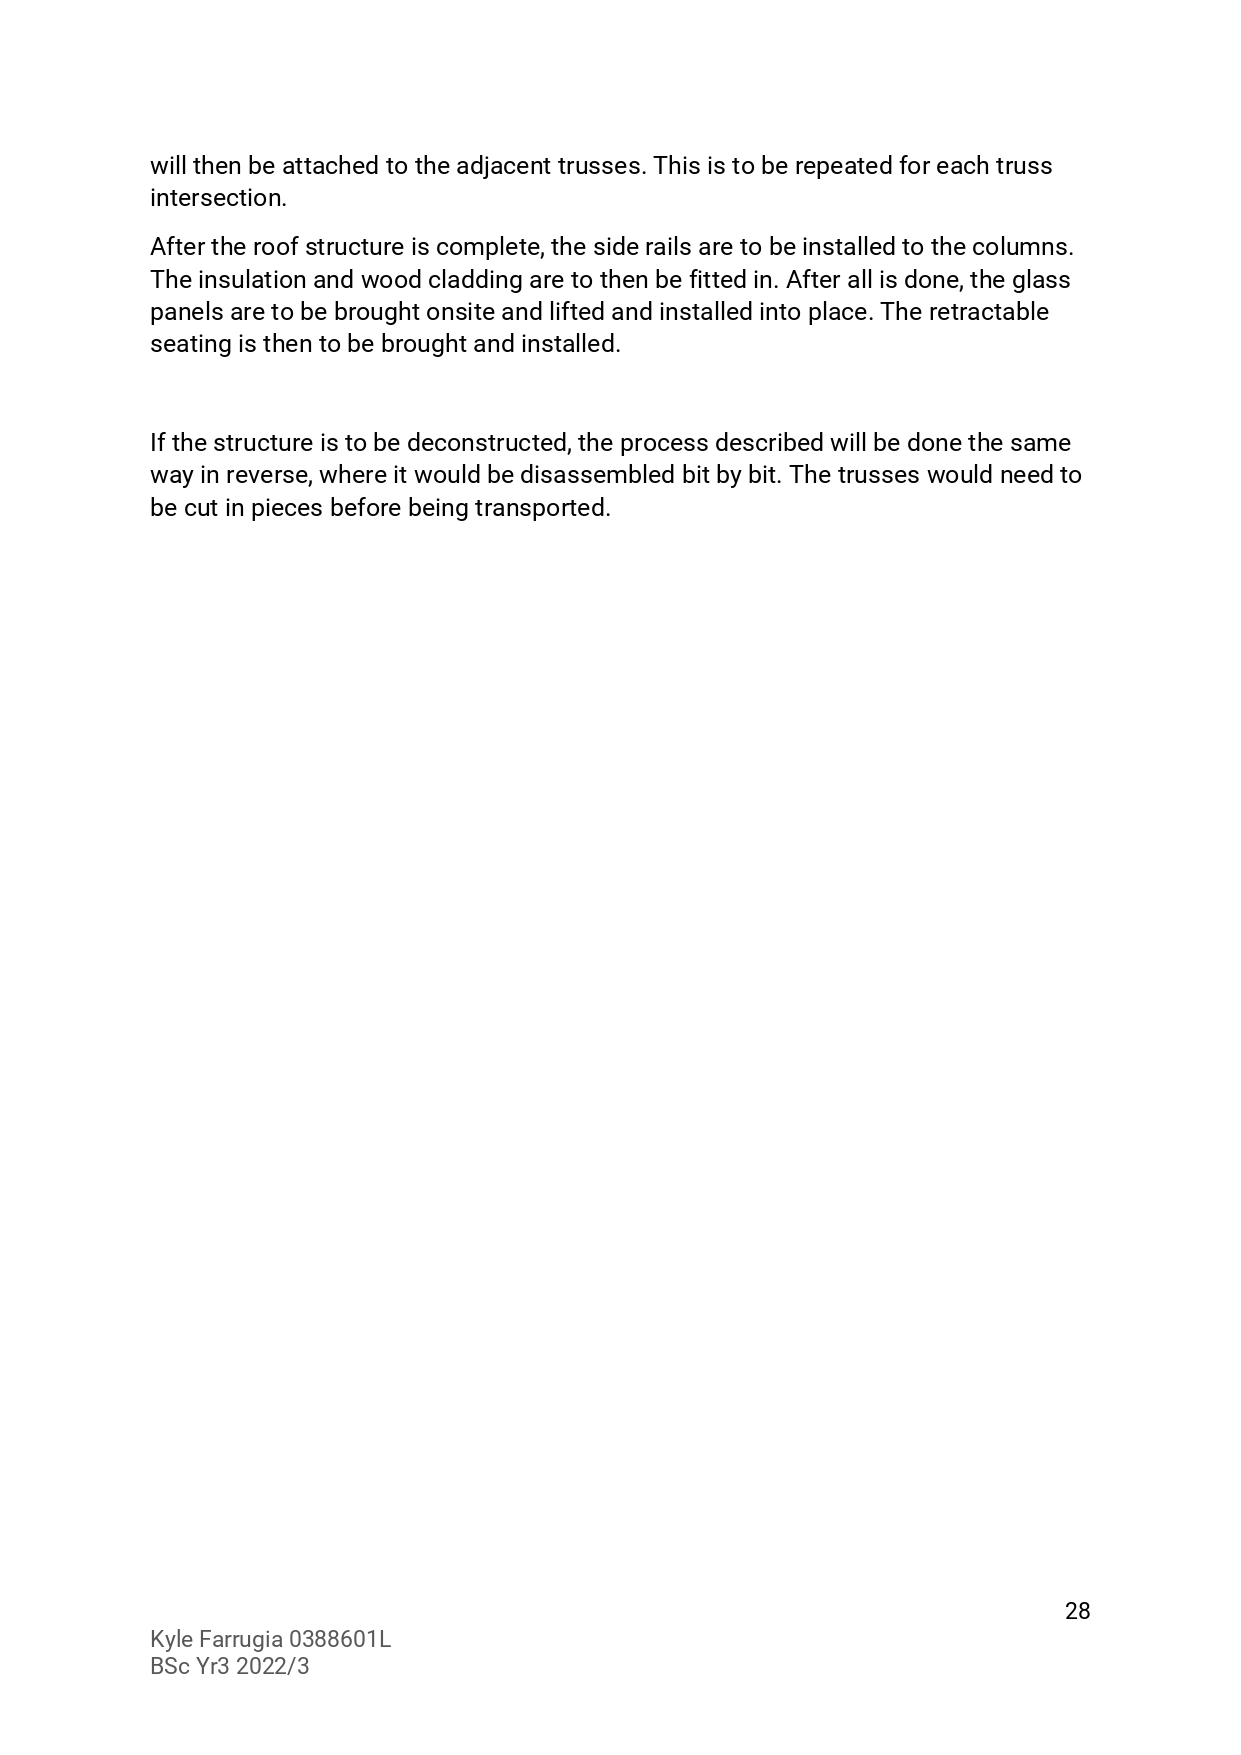 will then be attached to the adjacent trusses. This is to be repeated for each truss
intersection.
After the roof structure is complete, the side rails are to be installed to the columns.
The insulation and wood cladding are to then be fitted in. After all is done, the glass
panels are to be brought onsite and lifted and installed into place. The retractable
seating is then to be brought and installed.
If the structure is to be deconstructed, the process described will be done the same
way in reverse, where it would be disassembled bit by bit. The trusses would need to
be cut in pieces before being transported.
28
Kyle Farrugia 0388601L
BSc Yr3 2022/3